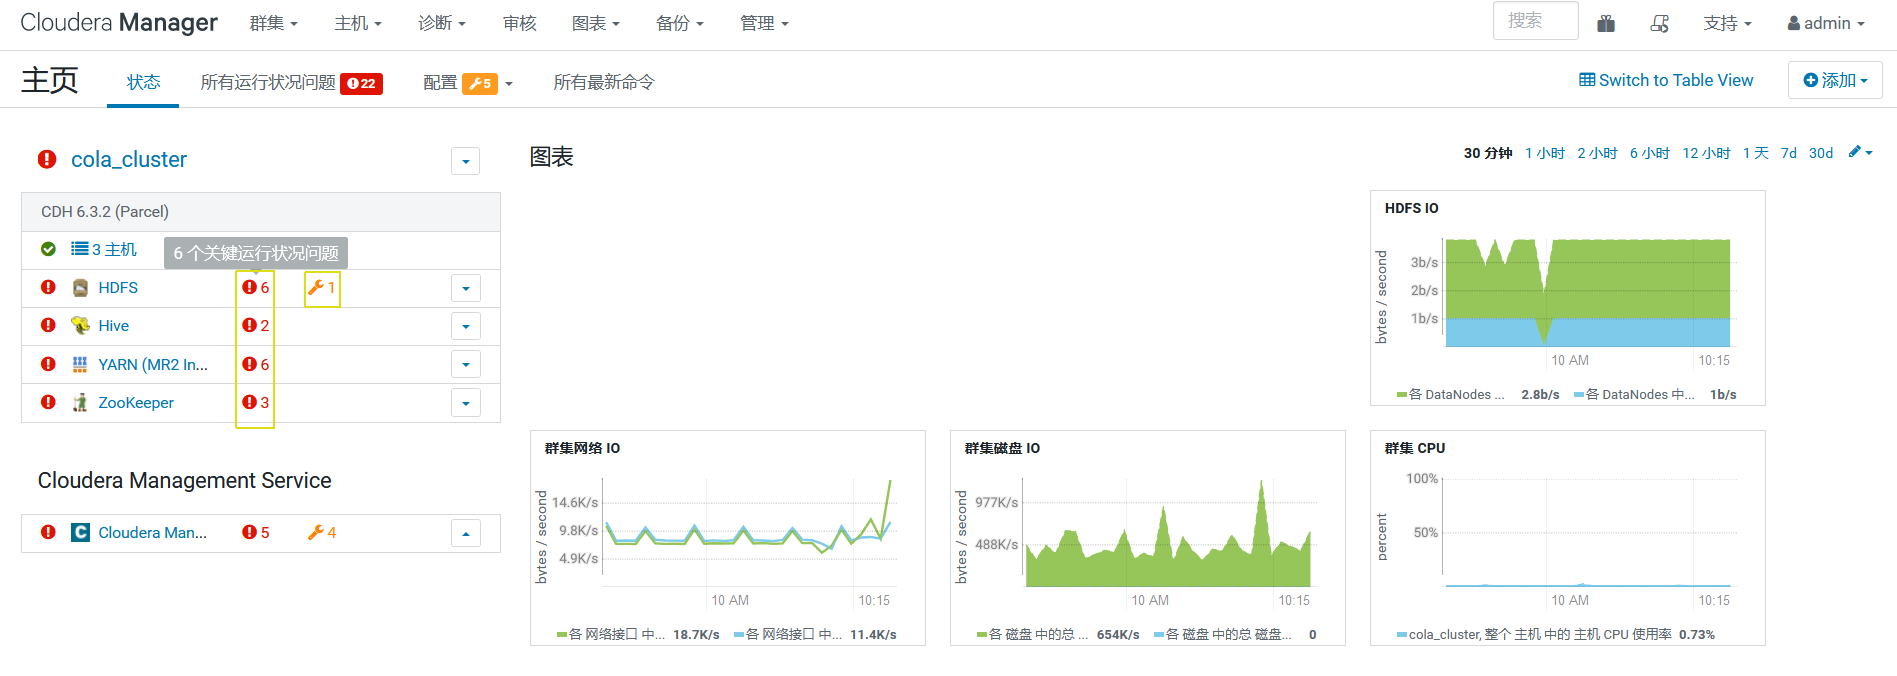 Cloudera Manager 群集 主机 诊断 审核 图表 备份 管理 搜索 支持 admin
主页 状态 所有运行状况问题 22 配置 5 所有最新命令 Switch to Table View 添加
cola_cluster
CDH 6.3.2 (Parcel)
3 主机
6 个关键运行状况问题
HDFS 6 1
Hive 2
YARN (MR2 In... 6
ZooKeeper 3
Cloudera Management Service
Cloudera Man... 5 4
图表 30 分钟 1 小时 2 小时 6 小时 12 小时 1 天 7d 30d
HDFS IO
bytes / second
3b/s
2b/s
1b/s
10 AM 10:15
各 DataNodes ... 2.8b/s 各 DataNodes 中... 1b/s
群集网络 IO
bytes / second
14.6K/s
9.8K/s
4.9K/s
10 AM 10:15
各 网络接口 中... 18.7K/s 各 网络接口 中... 11.4K/s
群集磁盘 IO
bytes / second
977K/s
488K/s
10 AM 10:15
各 磁盘 中的总 ... 654K/s 各 磁盘 中的总 磁盘... 0
群集 CPU
percent
100%
50%
10 AM 10:15
cola_cluster, 整个 主机 中的 主机 CPU 使用率 0.73%